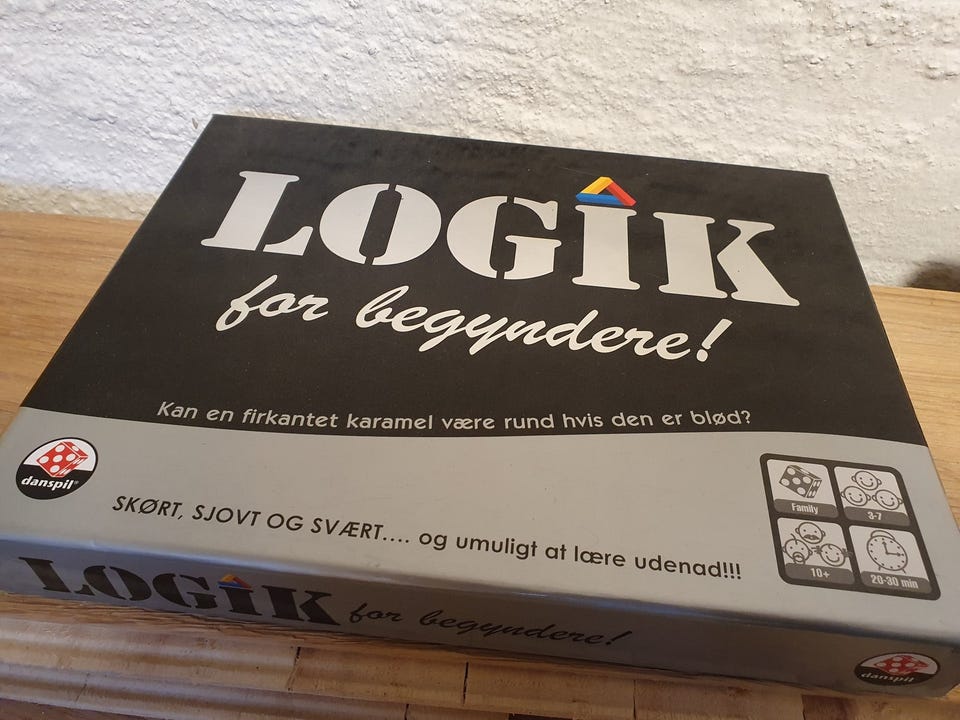 LOGIK
for begyndere!
Kan en firkantet karamel være rund hvis den er blød?
danspil®
SKØRT, SJOVT OG SVÆRT.... og umuligt at lære udenad!!!
Family
3-7
10+
20-30 min
LOGIK for begyndere!
danspil